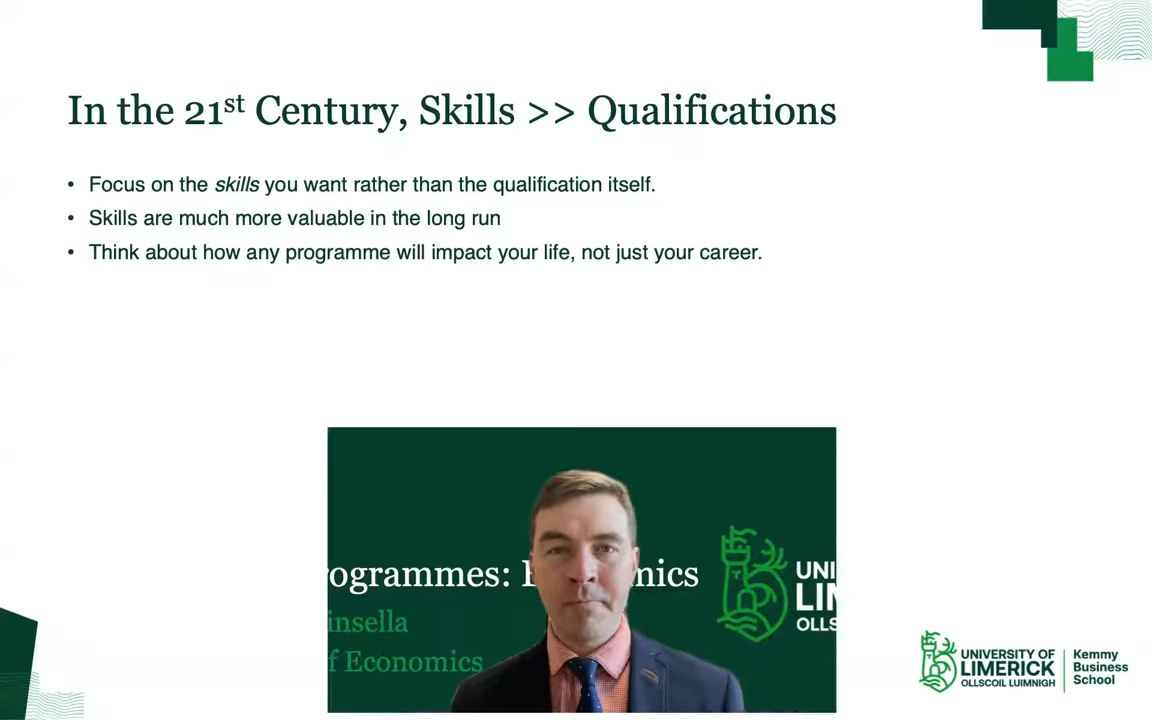 In the 21st Century, Skills >> Qualifications
• Focus on the skills you want rather than the qualification itself.
• Skills are much more valuable in the long run
• Think about how any programme will impact your life, not just your career.
rogrammes: E mics
insella
f Economics
UNI
LIM
OLLS
UNIVERSITY OF
LIMERICK
OLLSCOIL LUIMNIGH
Kemmy
Business
School